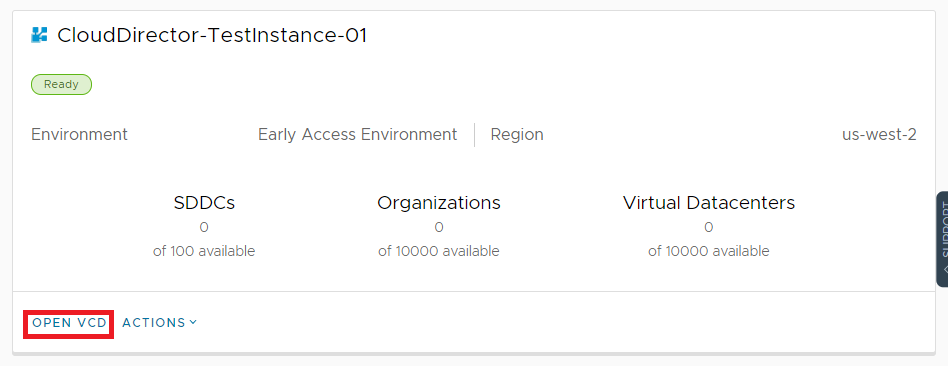 CloudDirector-TestInstance-01
Ready
Environment Early Access Environment Region us-west-2
SDDCs Organizations Virtual Datacenters
0 0 0
of 100 available of 10000 available of 10000 available
SUPPORT
OPEN VCD ACTIONS